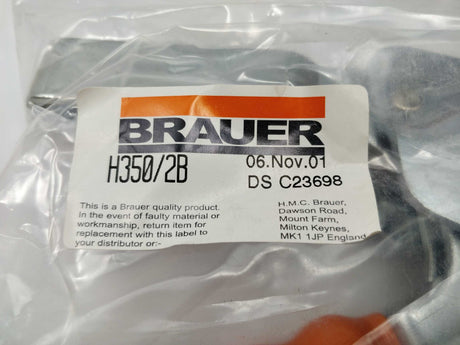 BRAUER
H350/2B
06.Nov.01
DS C23698
This is a Brauer quality product.
In the event of faulty material or
workmanship, return item for
replacement with this label to
your distributor or:-
H.M.C. Brauer,
Dawson Road,
Mount Farm,
Milton Keynes,
MK1 1JP England